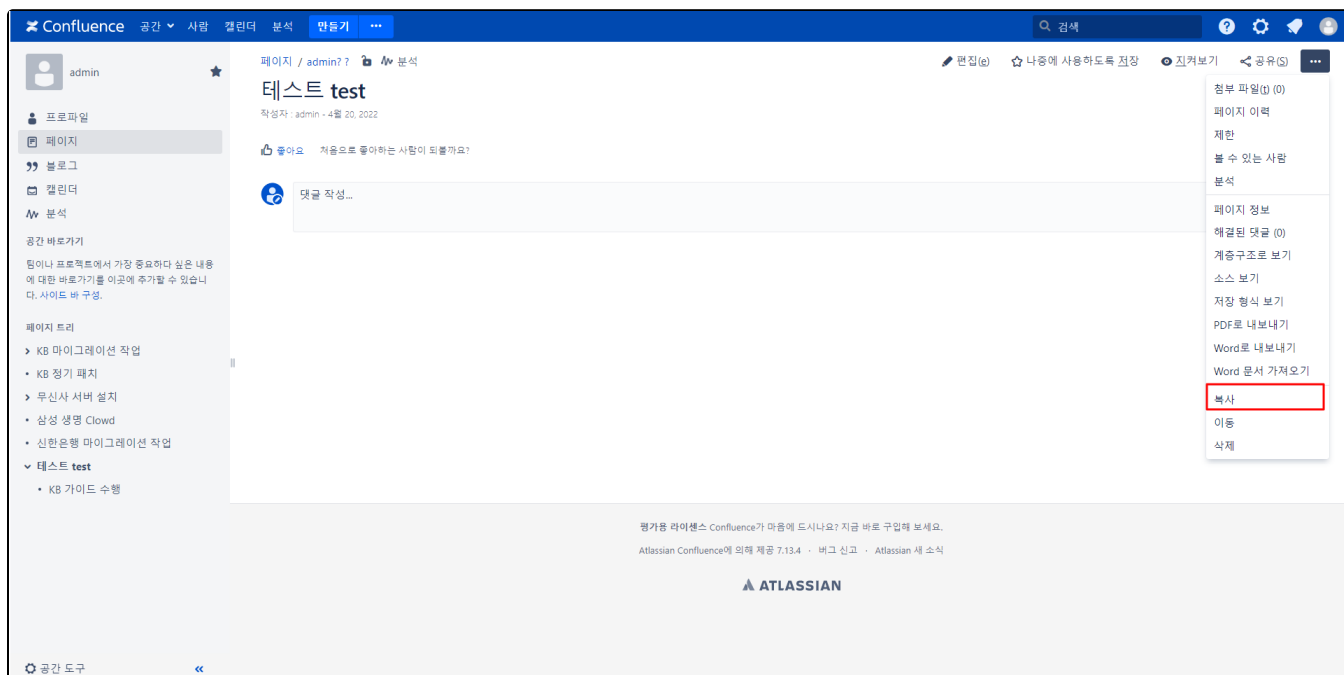 Confluence 공간 사람 캘린더 분석 만들기 ... 검색
admin
프로파일
페이지
블로그
캘린더
분석
공간 바로가기
팀이나 프로젝트에서 가장 중요하다 싶은 내용
에 대한 바로가기를 이곳에 추가할 수 있습니
다. 사이드 바 구성.
페이지 트리
KB 마이그레이션 작업
KB 정기 패치
무신사 서버 설치
삼성 생명 Clowd
신한은행 마이그레이션 작업
테스트 test
KB 가이드 수행
공간 도구
페이지 / admin?? 분석
편집(e) 나중에 사용하도록 저장 지켜보기 공유(S) ...
테스트 test
작성자 : admin - 4월 20, 2022
좋아요 처음으로 좋아하는 사람이 되볼까요?
댓글 작성...
첨부 파일(t) (0)
페이지 이력
제한
볼 수 있는 사람
분석
페이지 정보
해결된 댓글 (0)
계층구조로 보기
소스 보기
저장 형식 보기
PDF로 내보내기
Word로 내보내기
Word 문서 가져오기
복사
이동
삭제
평가용 라이센스 Confluence가 마음에 드시나요? 지금 바로 구입해 보세요.
Atlassian Confluence에 의해 제공 7.13.4 · 버그 신고 · Atlassian 새 소식
ATLASSIAN